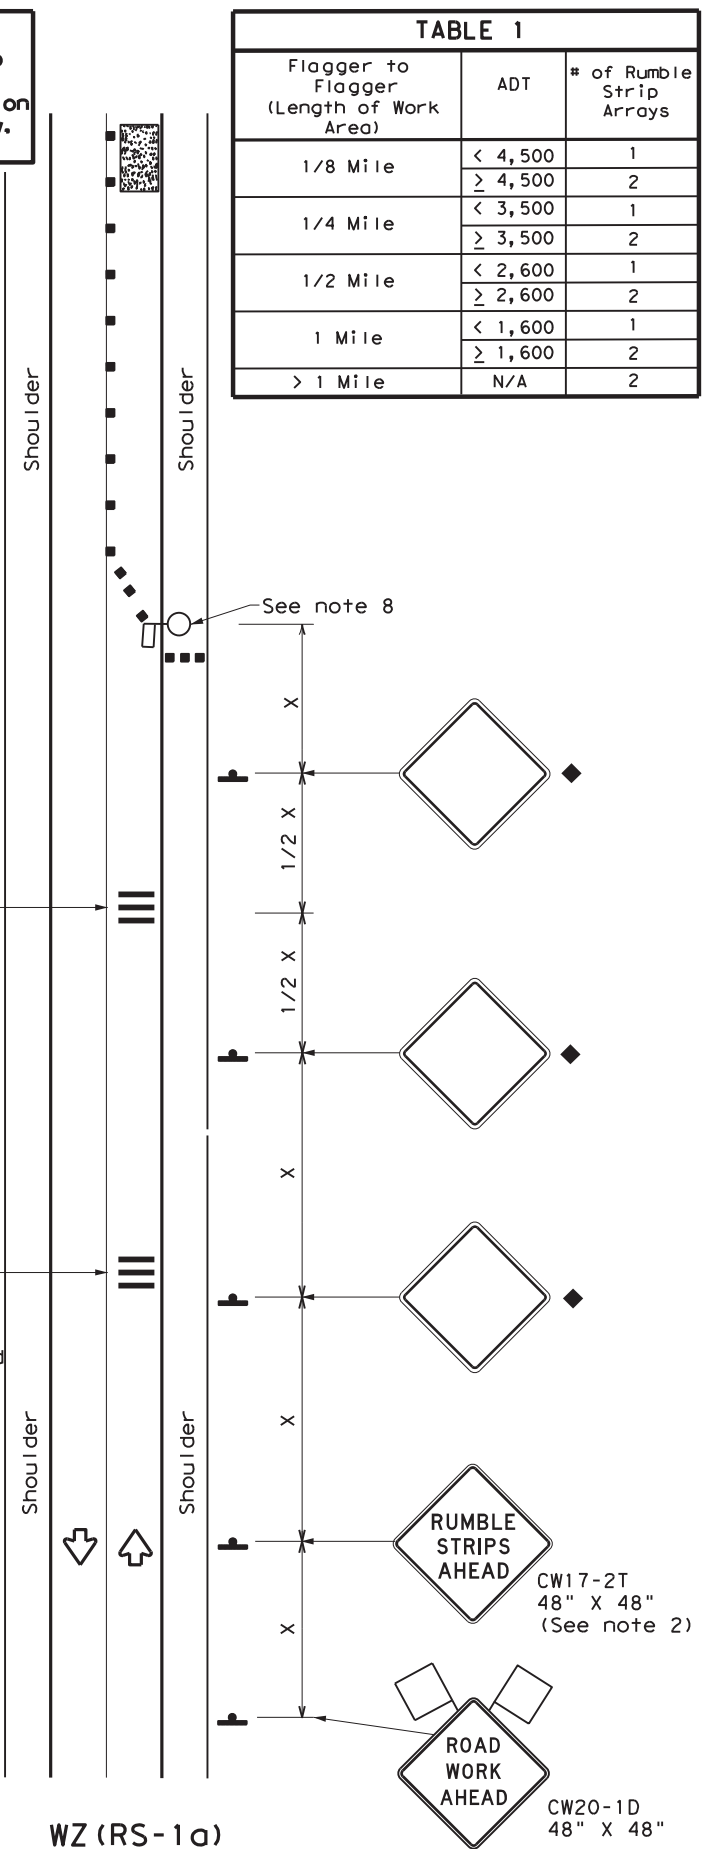 on
TABLE 1
Flagger to
Flagger
(Length of Work
Area)
ADT
# of Rumble
Strip
Arrays
1/8 Mile
< 4,500
1
≥ 4,500
2
1/4 Mile
< 3,500
1
≥ 3,500
2
1/2 Mile
< 2,600
1
≥ 2,600
2
1 Mile
< 1,600
1
≥ 1,600
2
> 1 Mile
N/A
2
Shoulder
Shoulder
See note 8
X
1/2 X
1/2 X
X
X
Shoulder
Shoulder
RUMBLE
STRIPS
AHEAD
CW17-2T
48" X 48"
(See note 2)
X
ROAD
WORK
AHEAD
CW20-1D
48" X 48"
WZ(RS-1a)